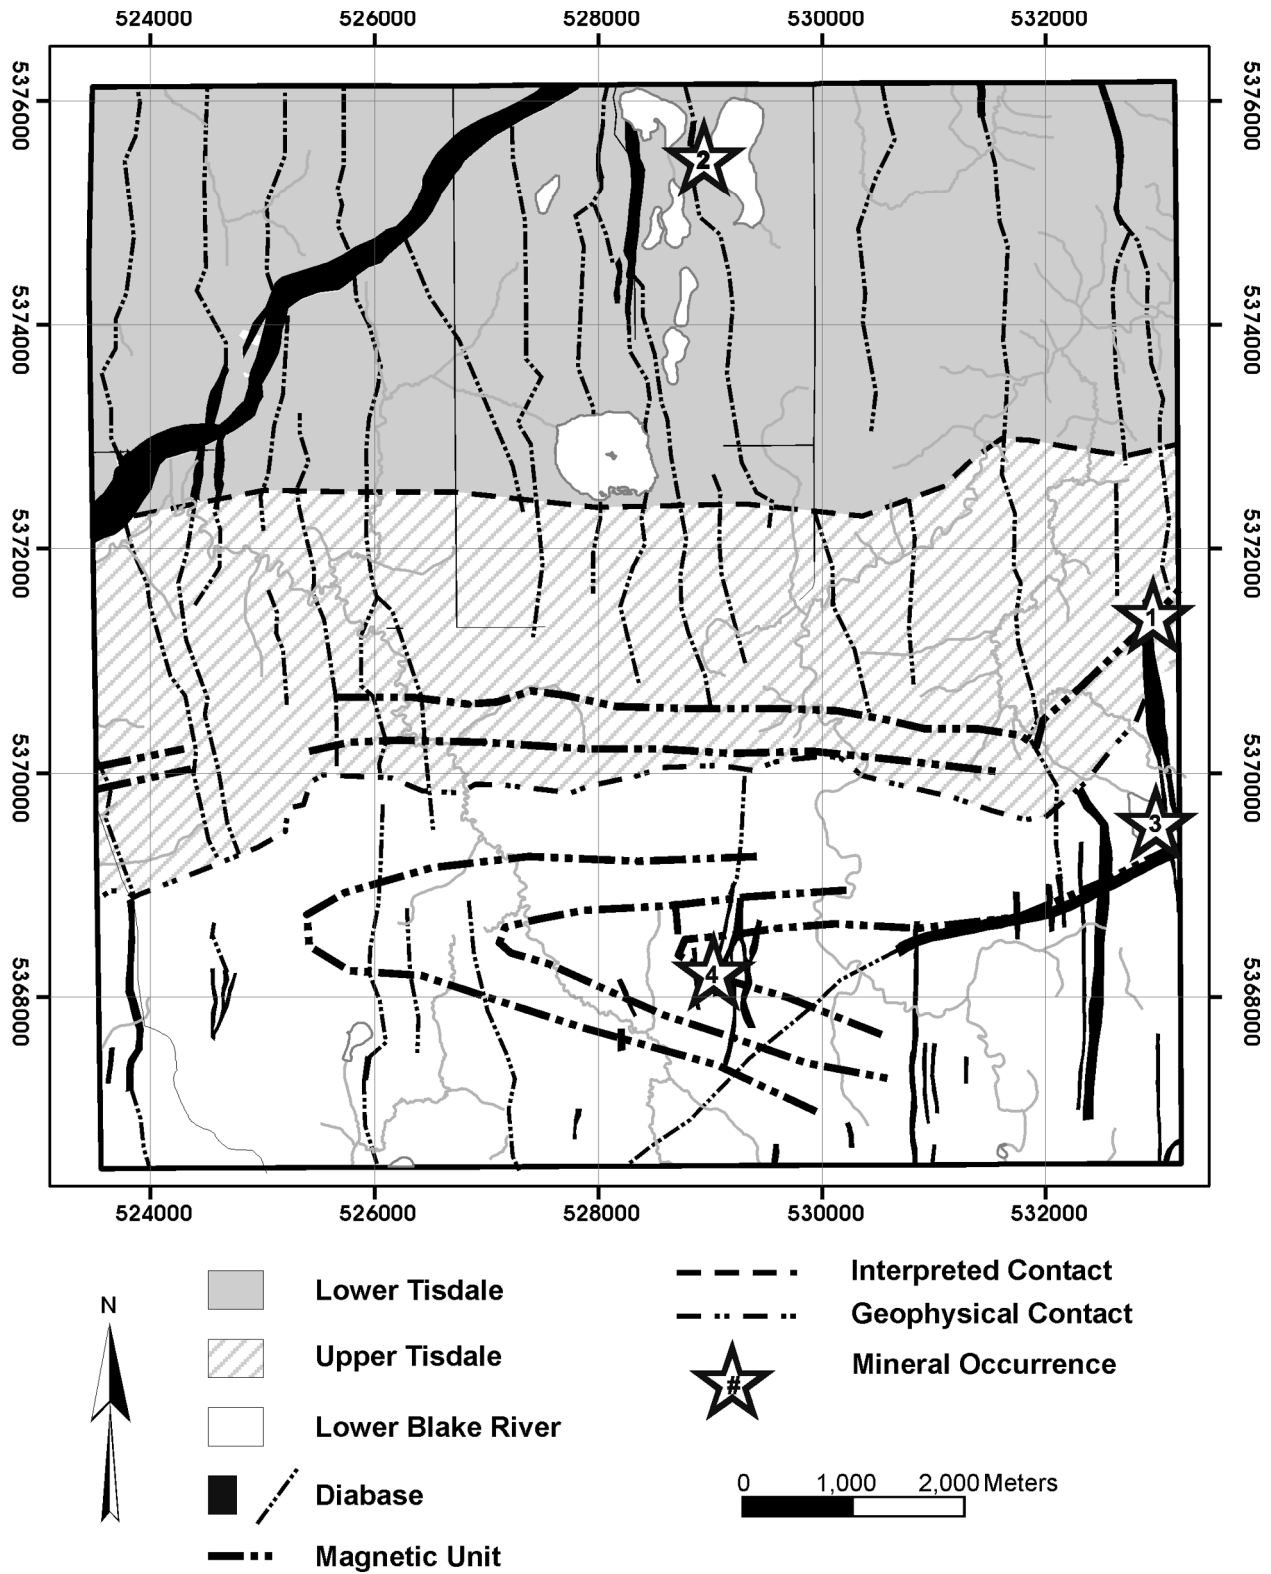 524000 526000 528000 530000 532000
5376000 5376000
2
5374000 5374000
5372000 5372000
1
5370000 5370000
3
4
5368000 5368000
524000 526000 528000 530000 532000
Interpreted Contact
Lower Tisdale
N
Geophysical Contact
Upper Tisdale
Mineral Occurrence
#
Lower Blake River
0 1,000 2,000 Meters
Diabase
Magnetic Unit